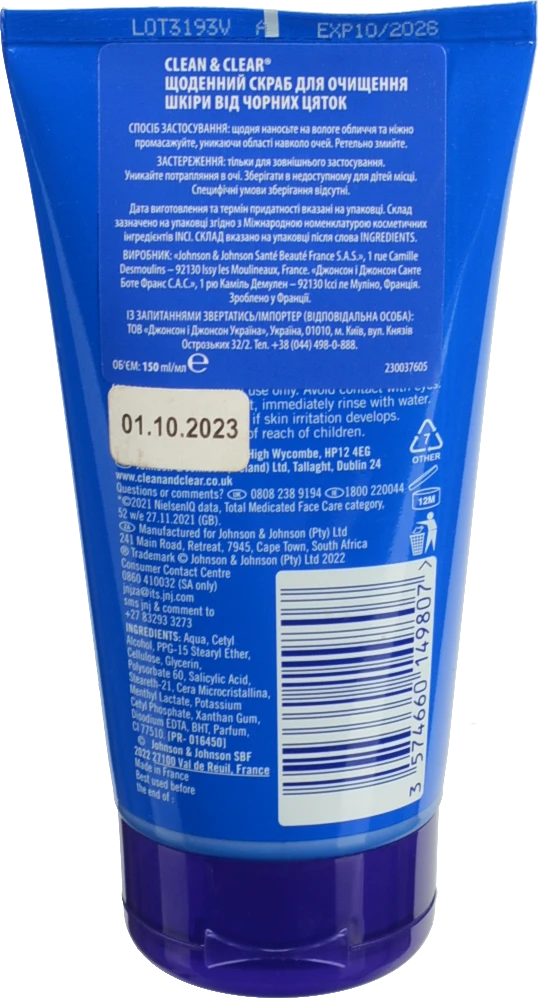 LOT3193V A EXP10/2026
CLEAN & CLEAR®
ЩОДЕННИЙ СКРАБ ДЛЯ ОЧИЩЕННЯ
ШКІРИ ВІД ЧОРНИХ ЦЯТОК
СПОСІБ ЗАСТОСУВАННЯ: щодня наносьте на вологе обличчя та ніжно
промасажуйте, уникаючи області навколо очей. Ретельно змийте.
ЗАСТЕРЕЖЕННЯ: тільки для зовнішнього застосування.
Уникайте потрапляння в очі. Зберігати в недоступному для дітей місці.
Специфічні умови зберігання відсутні.
Дата виготовлення та термін придатності вказані на упаковці. Склад
зазначено на упаковці згідно з Міжнародною номенклатурою косметичних
інгредієнтів INCI. СКЛАД вказано на упаковці після слова INGREDIENTS.
ВИРОБНИК: «Johnson & Johnson Santé Beauté France S.A.S.», 1 rue Camille
Desmoulins – 92130 Issy les Moulineaux, France. «Джонсон і Джонсон Санте
Боте Франс С.А.С.», 1 рю Каміль Демулен – 92130 Іссі ле Муліно, Франція.
Зроблено у Франції.
ІЗ ЗАПИТАННЯМИ ЗВЕРТАТИСЬ/ІМПОРТЕР (ВІДПОВІДАЛЬНА ОСОБА):
ТОВ «Джонсон і Джонсон Україна», Україна, 01010, м. Київ, вул. Князів
Острозьких 32/2. Тел. +38 (044) 498-0-888.
ОБ'ЄМ: 150 ml/мл ℮ 230037605
use only. Avoid contact with eyes.
, immediately rinse with water.
if skin irritation develops.
of reach of children.
01.10.2023
High Wycombe, HP12 4EG
Ltd, Tallaght, Dublin 24
www.cleanandclear.co.uk
Questions or comments? 0808 238 9194 1800 220044
*©2021 NielsenIQ data, Total Medicated Face Care category,
52 w/e 27.11.2021 (GB).
Manufactured for Johnson & Johnson (Pty) Ltd
241 Main Road, Retreat, 7945, Cape Town, South Africa
® Trademark © Johnson & Johnson (Pty) Ltd 2022
Consumer Contact Centre
0860 410032 (SA only)
jnjza@its.jnj.com
sms jnj & comment to
+27 83293 3273
INGREDIENTS: Aqua, Cetyl
Alcohol, PPG-15 Stearyl Ether,
Cellulose, Glycerin,
Polysorbate 60, Salicylic Acid,
Steareth-21, Cera Microcristallina,
Menthyl Lactate, Potassium
Cetyl Phosphate, Xanthan Gum,
Disodium EDTA, BHT, Parfum,
CI 77510. [PR- 016450]
© Johnson & Johnson SBF
2022 27100 Val de Reuil, France
Made in France
Best used before
the end of :
7
OTHER
12M
3 574660 149807 >